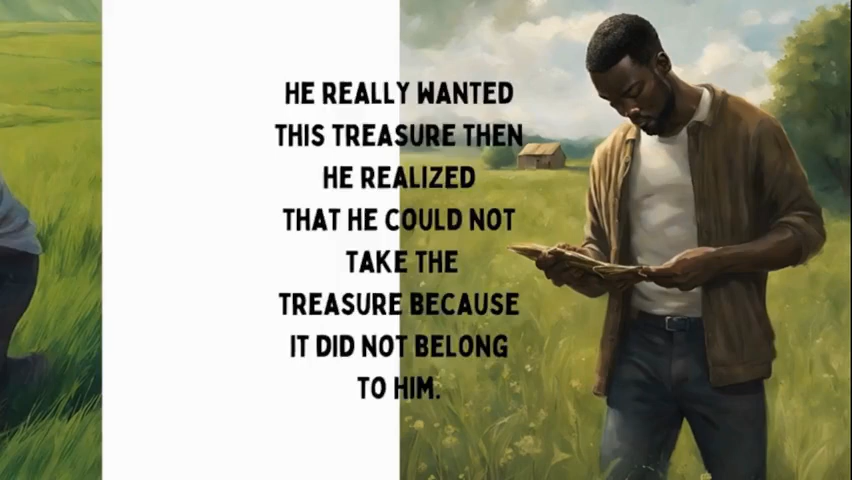 HE REALLY WANTED
THIS TREASURE THEN
HE REALIZED
THAT HE COULD NOT
TAKE THE
TREASURE BECAUSE
IT DID NOT BELONG
TO HIM.